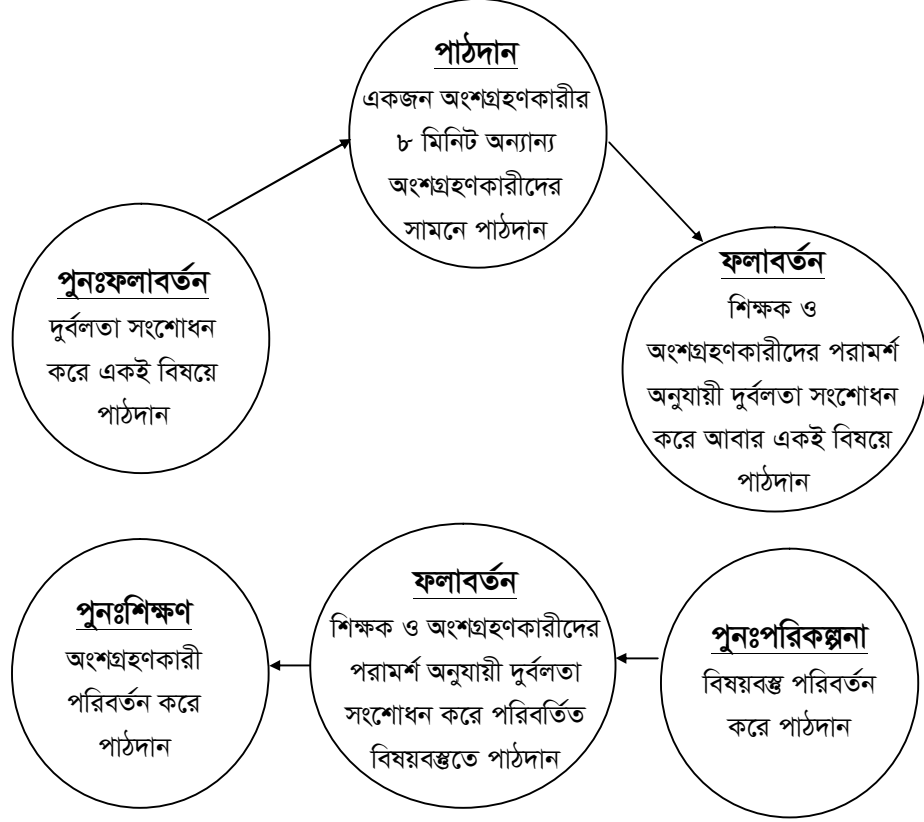 পাঠদান
একজন অংশগ্রহণকারীর
৮ মিনিট অন্যান্য
অংশগ্রহণকারীদের
সামনে পাঠদান
ফলাবর্তন
শিক্ষক ও
অংশগ্রহণকারীদের পরামর্শ
অনুযায়ী দুর্বলতা সংশোধন
করে আবার একই বিষয়ে
পাঠদান
পুনঃপরিকল্পনা
বিষয়বস্তু পরিবর্তন
করে পাঠদান
ফলাবর্তন
শিক্ষক ও অংশগ্রহণকারীদের
পরামর্শ অনুযায়ী দুর্বলতা
সংশোধন করে পরিবর্তিত
বিষয়বস্তুতে পাঠদান
পুনঃশিক্ষণ
অংশগ্রহণকারী
পরিবর্তন করে
পাঠদান
পুনঃফলাবর্তন
দুর্বলতা সংশোধন
করে একই বিষয়ে
পাঠদান